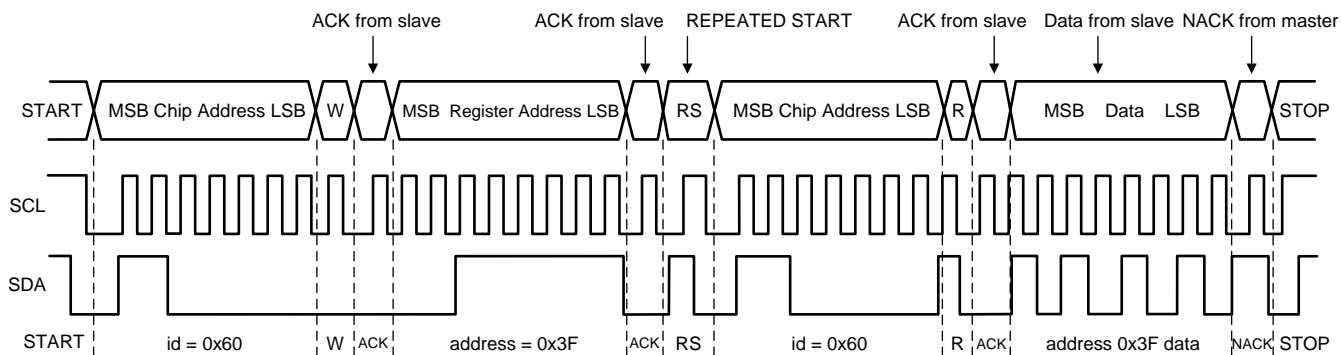 ACK from slave
ACK from slave
REPEATED START
ACK from slave
Data from slave
NACK from master
START
MSB Chip Address LSB
W
MSB Register Address LSB
RS
MSB Chip Address LSB
R
MSB Data LSB
STOP
SCL
SDA
START
id = 0x60
W
ACK
address = 0x3F
ACK
RS
id = 0x60
R
ACK
address 0x3F data
NACK
STOP